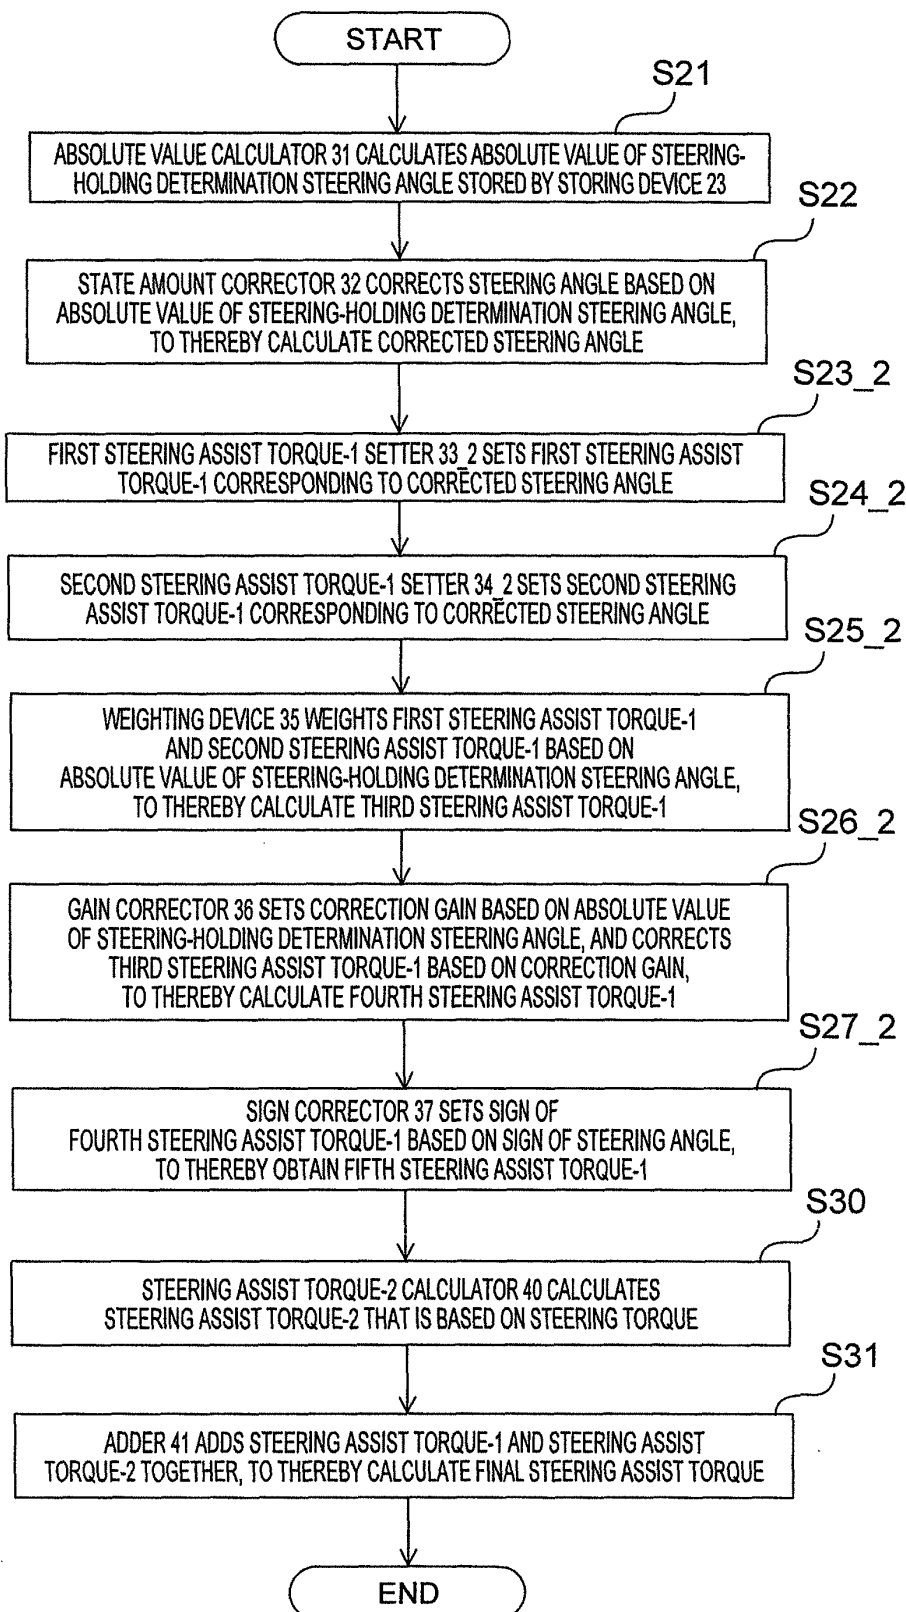 START
S21
ABSOLUTE VALUE CALCULATOR 31 CALCULATES ABSOLUTE VALUE OF STEERING-
HOLDING DETERMINATION STEERING ANGLE STORED BY STORING DEVICE 23
S22
STATE AMOUNT CORRECTOR 32 CORRECTS STEERING ANGLE BASED ON
ABSOLUTE VALUE OF STEERING-HOLDING DETERMINATION STEERING ANGLE,
TO THEREBY CALCULATE CORRECTED STEERING ANGLE
S23_2
FIRST STEERING ASSIST TORQUE-1 SETTER 33_2 SETS FIRST STEERING ASSIST
TORQUE-1 CORRESPONDING TO CORRECTED STEERING ANGLE
S24_2
SECOND STEERING ASSIST TORQUE-1 SETTER 34_2 SETS SECOND STEERING
ASSIST TORQUE-1 CORRESPONDING TO CORRECTED STEERING ANGLE
S25_2
WEIGHTING DEVICE 35 WEIGHTS FIRST STEERING ASSIST TORQUE-1
AND SECOND STEERING ASSIST TORQUE-1 BASED ON
ABSOLUTE VALUE OF STEERING-HOLDING DETERMINATION STEERING ANGLE,
TO THEREBY CALCULATE THIRD STEERING ASSIST TORQUE-1
S26_2
GAIN CORRECTOR 36 SETS CORRECTION GAIN BASED ON ABSOLUTE VALUE
OF STEERING-HOLDING DETERMINATION STEERING ANGLE, AND CORRECTS
THIRD STEERING ASSIST TORQUE-1 BASED ON CORRECTION GAIN,
TO THEREBY CALCULATE FOURTH STEERING ASSIST TORQUE-1
S27_2
SIGN CORRECTOR 37 SETS SIGN OF
FOURTH STEERING ASSIST TORQUE-1 BASED ON SIGN OF STEERING ANGLE,
TO THEREBY OBTAIN FIFTH STEERING ASSIST TORQUE-1
S30
STEERING ASSIST TORQUE-2 CALCULATOR 40 CALCULATES
STEERING ASSIST TORQUE-2 THAT IS BASED ON STEERING TORQUE
S31
ADDER 41 ADDS STEERING ASSIST TORQUE-1 AND STEERING ASSIST
TORQUE-2 TOGETHER, TO THEREBY CALCULATE FINAL STEERING ASSIST TORQUE
END